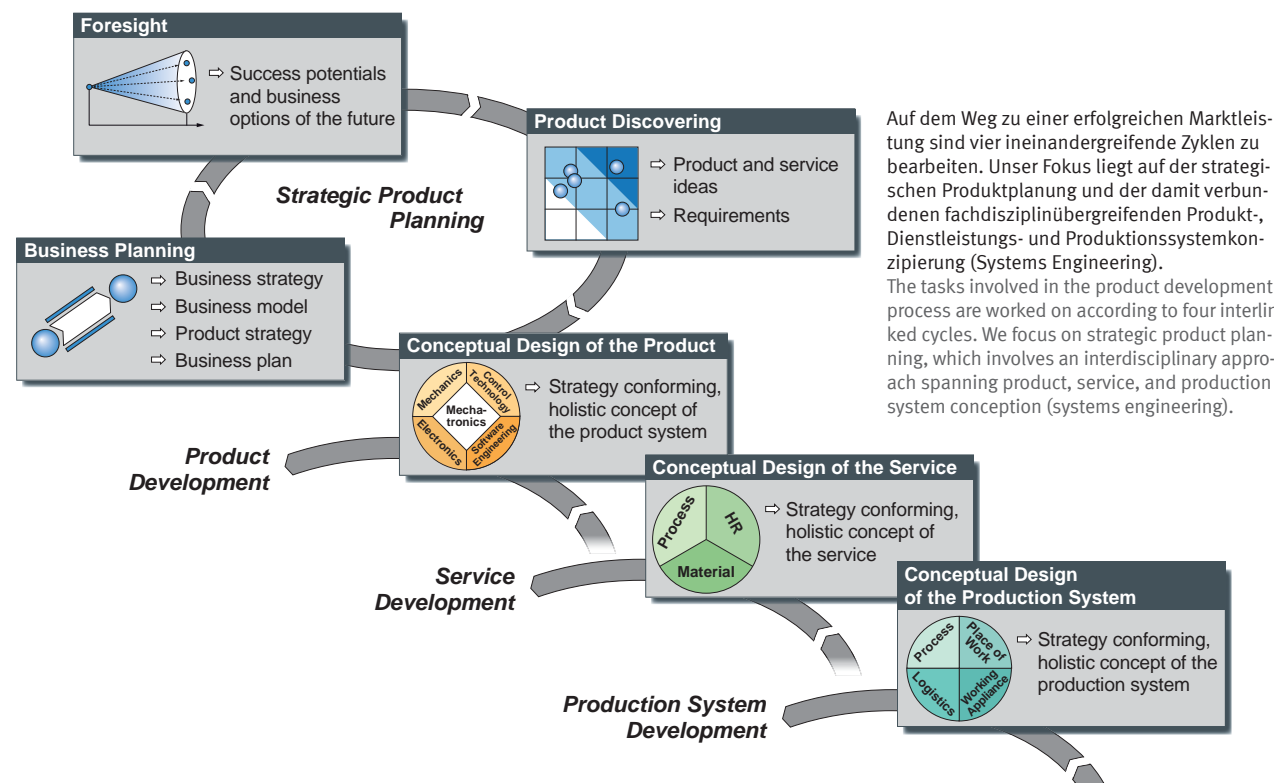 Foresight
⇨ Success potentials
and business
options of the future
Product Discovering
⇨ Product and service
ideas
⇨ Requirements
Strategic Product
Planning
Business Planning
⇨ Business strategy
⇨ Business model
⇨ Product strategy
⇨ Business plan
Conceptual Design of the Product
Mechanics
Control
Technology
Mecha-
tronics
Electronics
Software
Engineering
⇨ Strategy conforming,
holistic concept of
the product system
Product
Development
Conceptual Design of the Service
Process
HR
Material
⇨ Strategy conforming,
holistic concept of
the service
Service
Development
Conceptual Design
of the Production System
Process
Place of
Work
Logistics
Working
Appliance
⇨ Strategy conforming,
holistic concept of the
production system
Production System
Development
Auf dem Weg zu einer erfolgreichen Marktleis-
tung sind vier ineinandergreifende Zyklen zu
bearbeiten. Unser Fokus liegt auf der strategi-
schen Produktplanung und der damit verbun-
denen fachdisziplinübergreifenden Produkt-,
Dienstleistungs- und Produktionssystemkon-
zipierung (Systems Engineering).
The tasks involved in the product development
process are worked on according to four interlin
ked cycles. We focus on strategic product plan-
ning, which involves an interdisciplinary appro-
ach spanning product, service, and production
system conception (systems engineering).